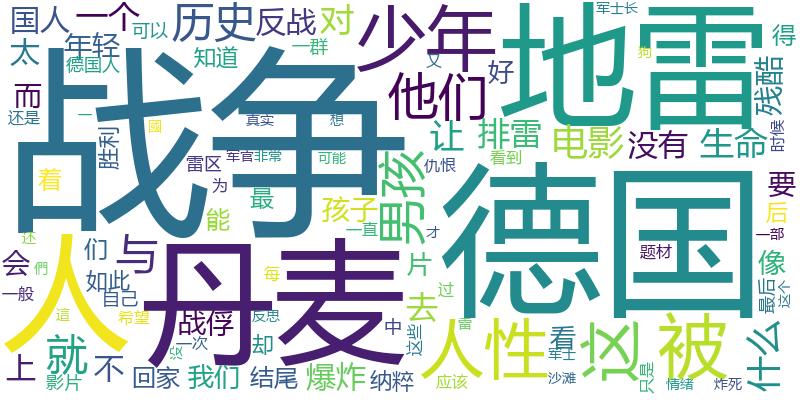 国人
一个
历史
反战
对
少年
地雷
军士长
得
太
年轻
可以
一群
德国人
知道
又
狗
好
而
战争
他们
残酷
还是
一
國
真实
想
让
排雷
电影
没有
生命
时候
胜利
雷区
军官
非常
可能
仇恨
看到
着
为
男孩
最
要
能
孩子
一直
才
德国
后
还
人
们
与
丹麦
题材
一部
会
們
如此
每
片
去
过
像
最后
这个
一般
自己
這
希望
战俘
反思
中
这些
雷
人性
看
军士
这
被
什么
就
没
一次
却
上
影片
不
回家
我们
结尾
爆炸
纳粹
应该
沙滩
只是
情绪
炸死